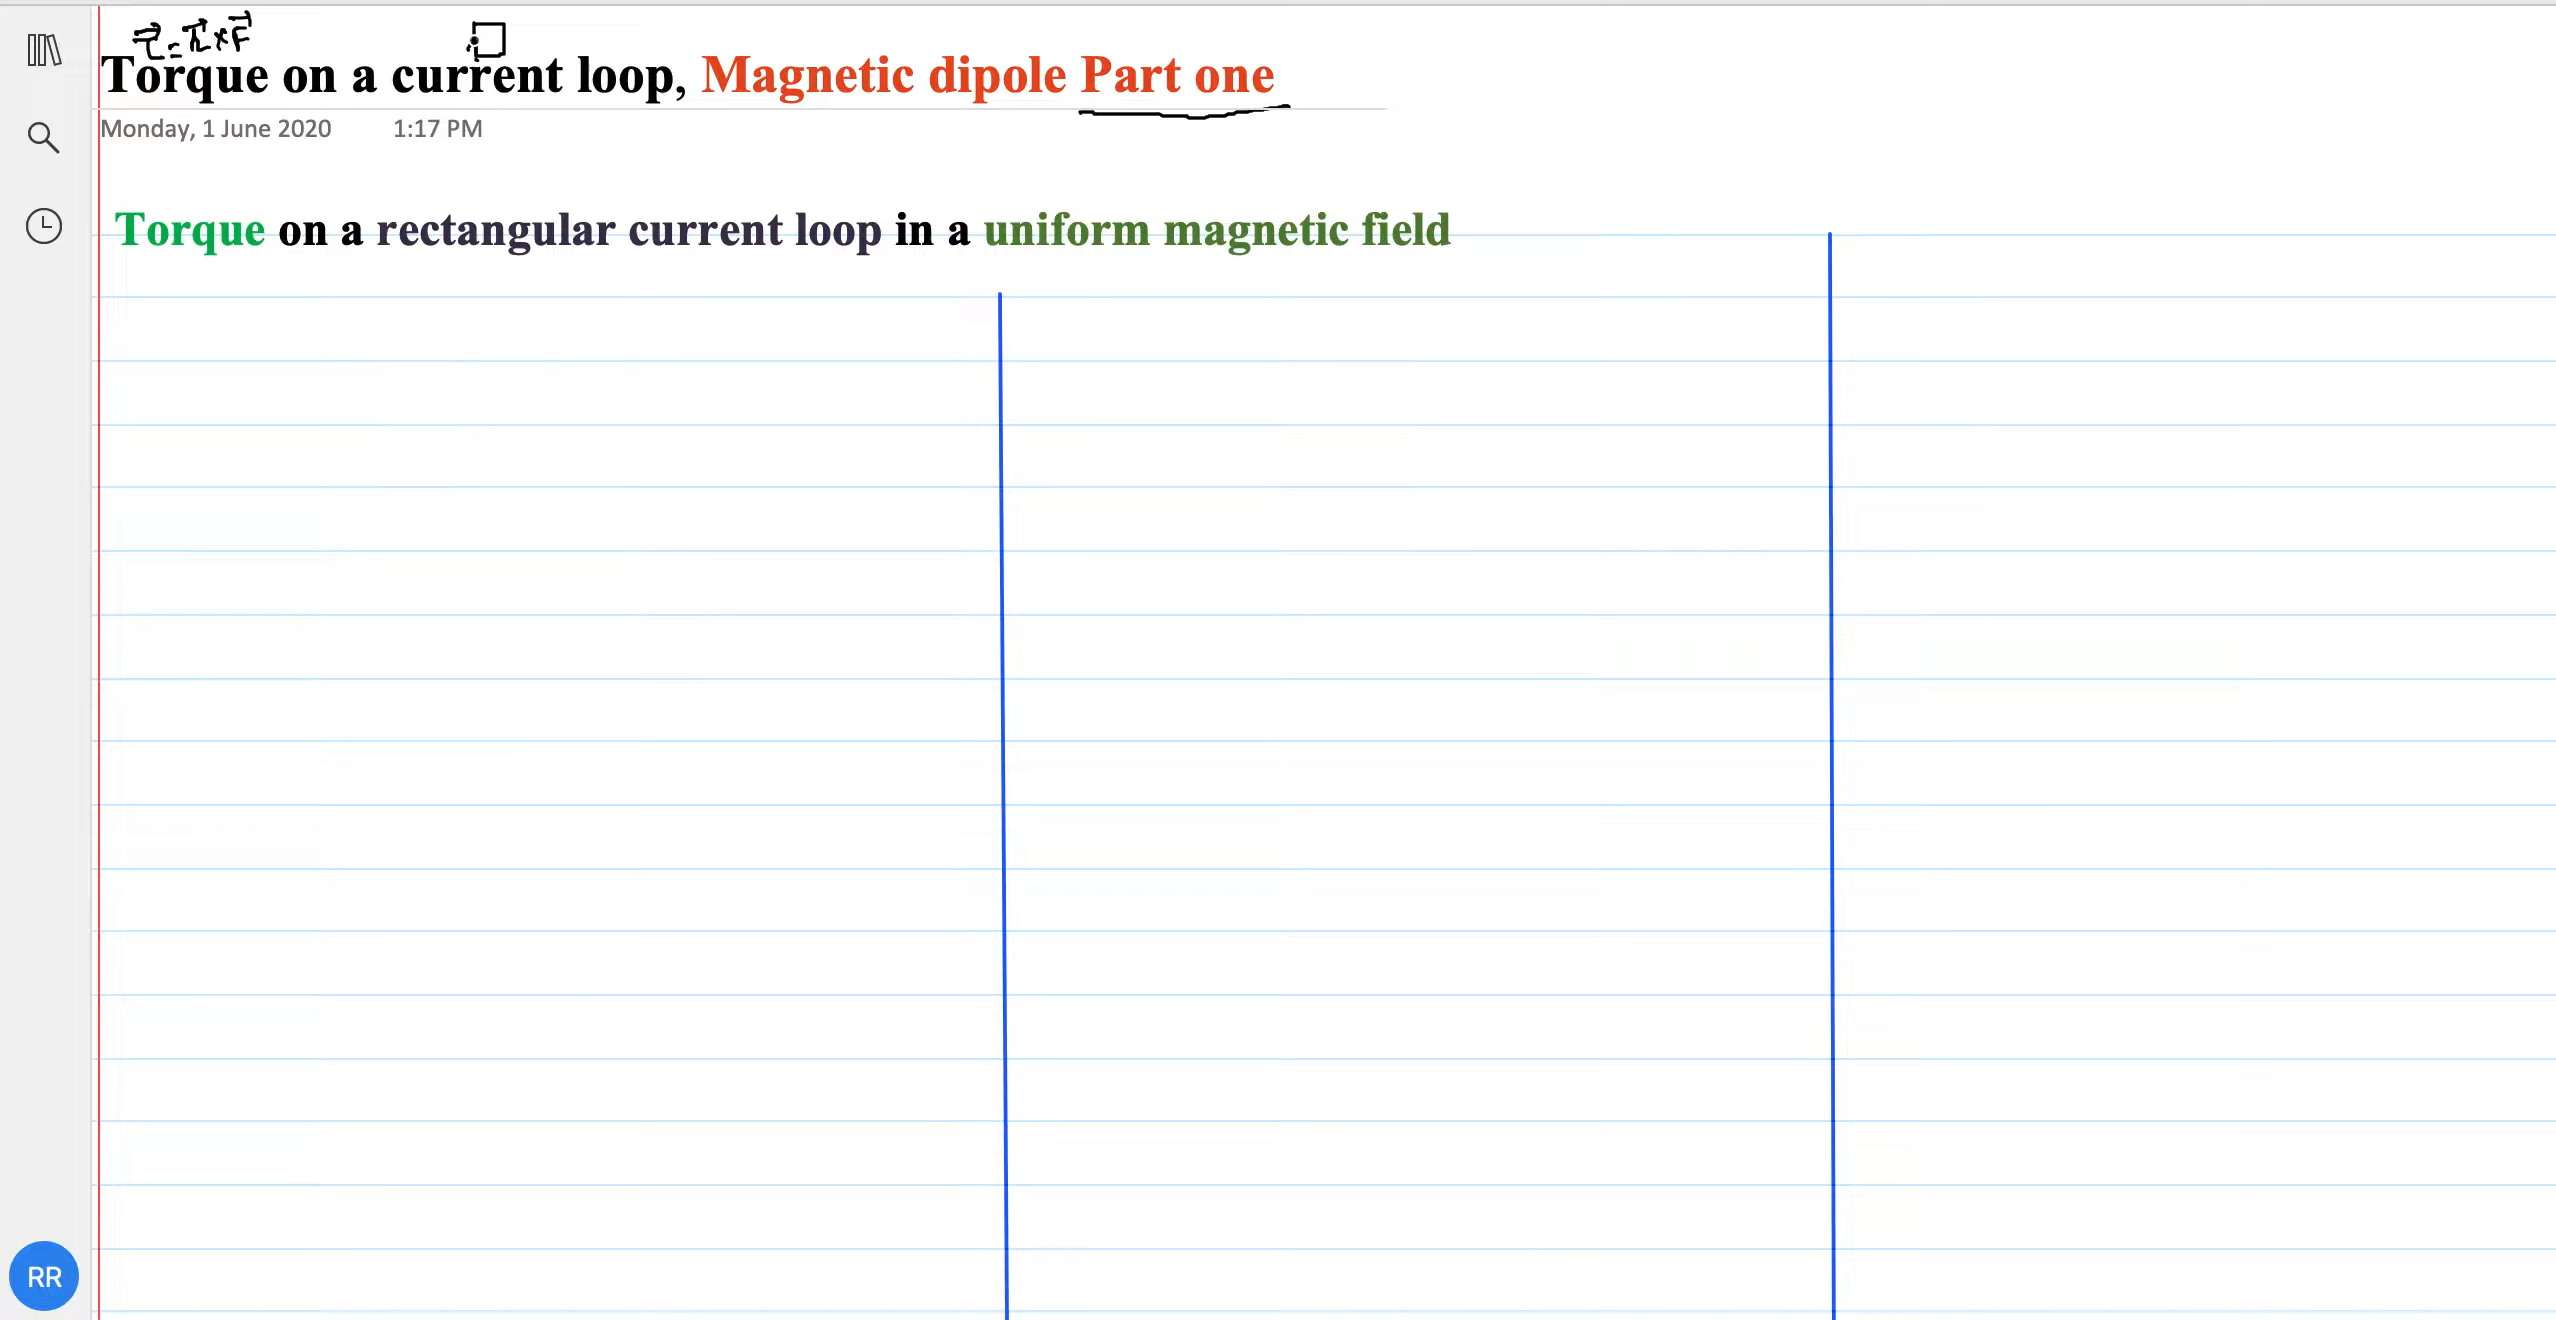 τ⃗ = r⃗ × F⃗
Torque on a current loop, Magnetic dipole Part one
Monday, 1 June 2020 1:17 PM
Torque on a rectangular current loop in a uniform magnetic field
RR